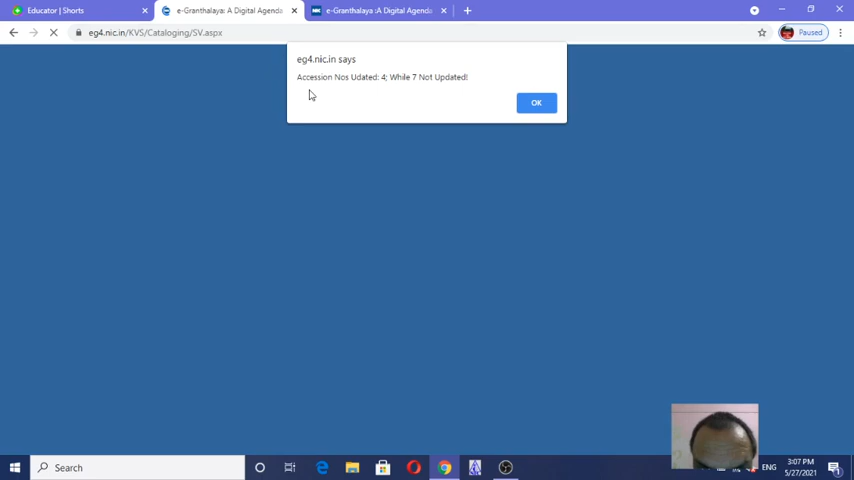 Educator | Shorts
e-Granthalaya: A Digital Agenda
e-Granthalaya :A Digital Agenda
eg4.nic.in/KVS/Cataloging/SV.aspx
Paused
eg4.nic.in says
Accession Nos Udated: 4; While 7 Not Updated!
OK
Search
ENG
3:07 PM
5/27/2021